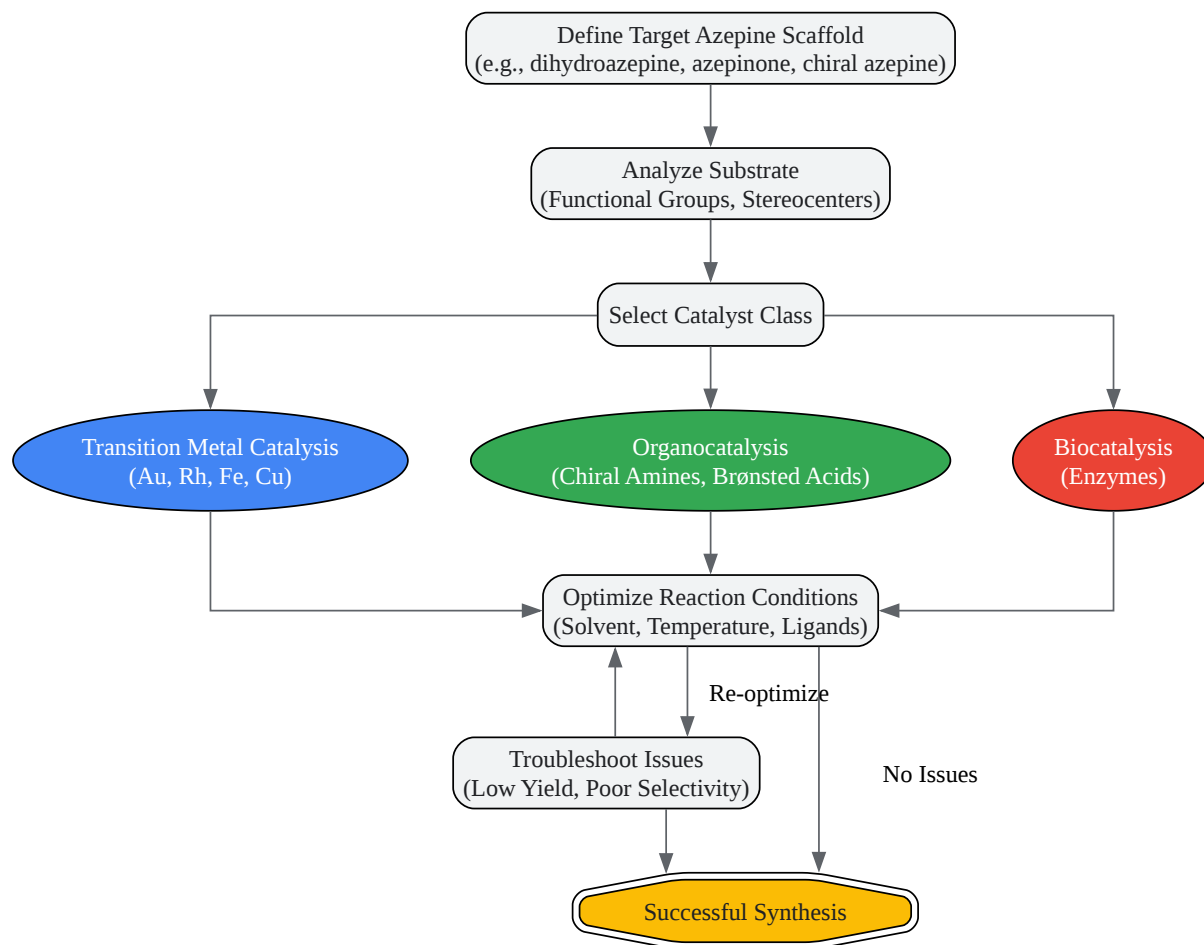 Define Target Azepine Scaffold
(e.g., dihydroazepine, azepinone, chiral azepine)
Analyze Substrate
(Functional Groups, Stereocenters)
Select Catalyst Class
Transition Metal Catalysis
(Au, Rh, Fe, Cu)
Organocatalysis
(Chiral Amines, Brønsted Acids)
Biocatalysis
(Enzymes)
Optimize Reaction Conditions
(Solvent, Temperature, Ligands)
Re-optimize
Troubleshoot Issues
(Low Yield, Poor Selectivity)
No Issues
Successful Synthesis